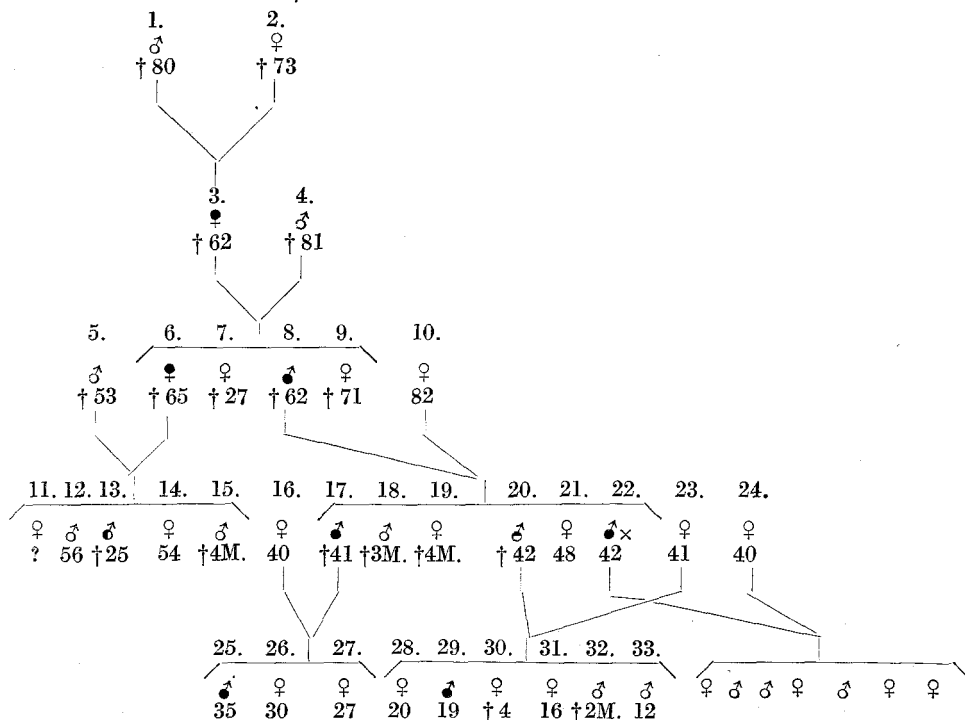 1. 2.
♂ ♀
† 80 † 73
3. 4.
♀ ♂
† 62 † 81
5. 6. 7. 8. 9. 10.
♂ ♀ ♀ ♂ ♀ ♀
† 53 † 65 † 27 † 62 † 71 82
11. 12. 13. 14. 15. 16. 17. 18. 19. 20. 21. 22. 23. 24.
♀ ♂ ♂ ♀ ♂ ♀ ♂ ♂ ♀ ♂ ♀ ♂ × ♀ ♀
? 56 †25 54 †4M. 40 †41 †3M. †4M. † 42 48 42 41 40
25. 26. 27. 28. 29. 30. 31. 32. 33.
♂ ♀ ♀ ♀ ♂ ♀ ♀ ♂ ♂ ♀ ♂ ♂ ♀ ♂ ♀ ♀
35 30 27 20 19 † 4 16 †2M. 12